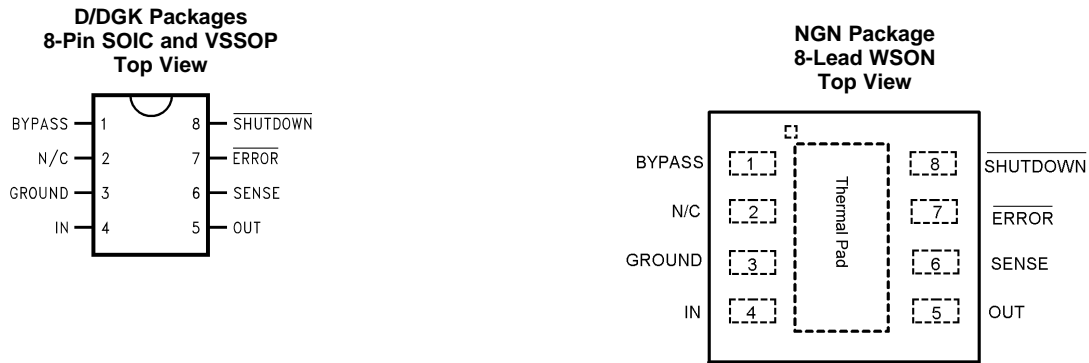 D/DGK Packages
8-Pin SOIC and VSSOP
Top View
BYPASS 1 8 SHUTDOWN
N/C 2 7 ERROR
GROUND 3 6 SENSE
IN 4 5 OUT
NGN Package
8-Lead WSON
Top View
BYPASS 1 8 SHUTDOWN
N/C 2 7 ERROR
GROUND 3 6 SENSE
IN 4 5 OUT
Thermal Pad